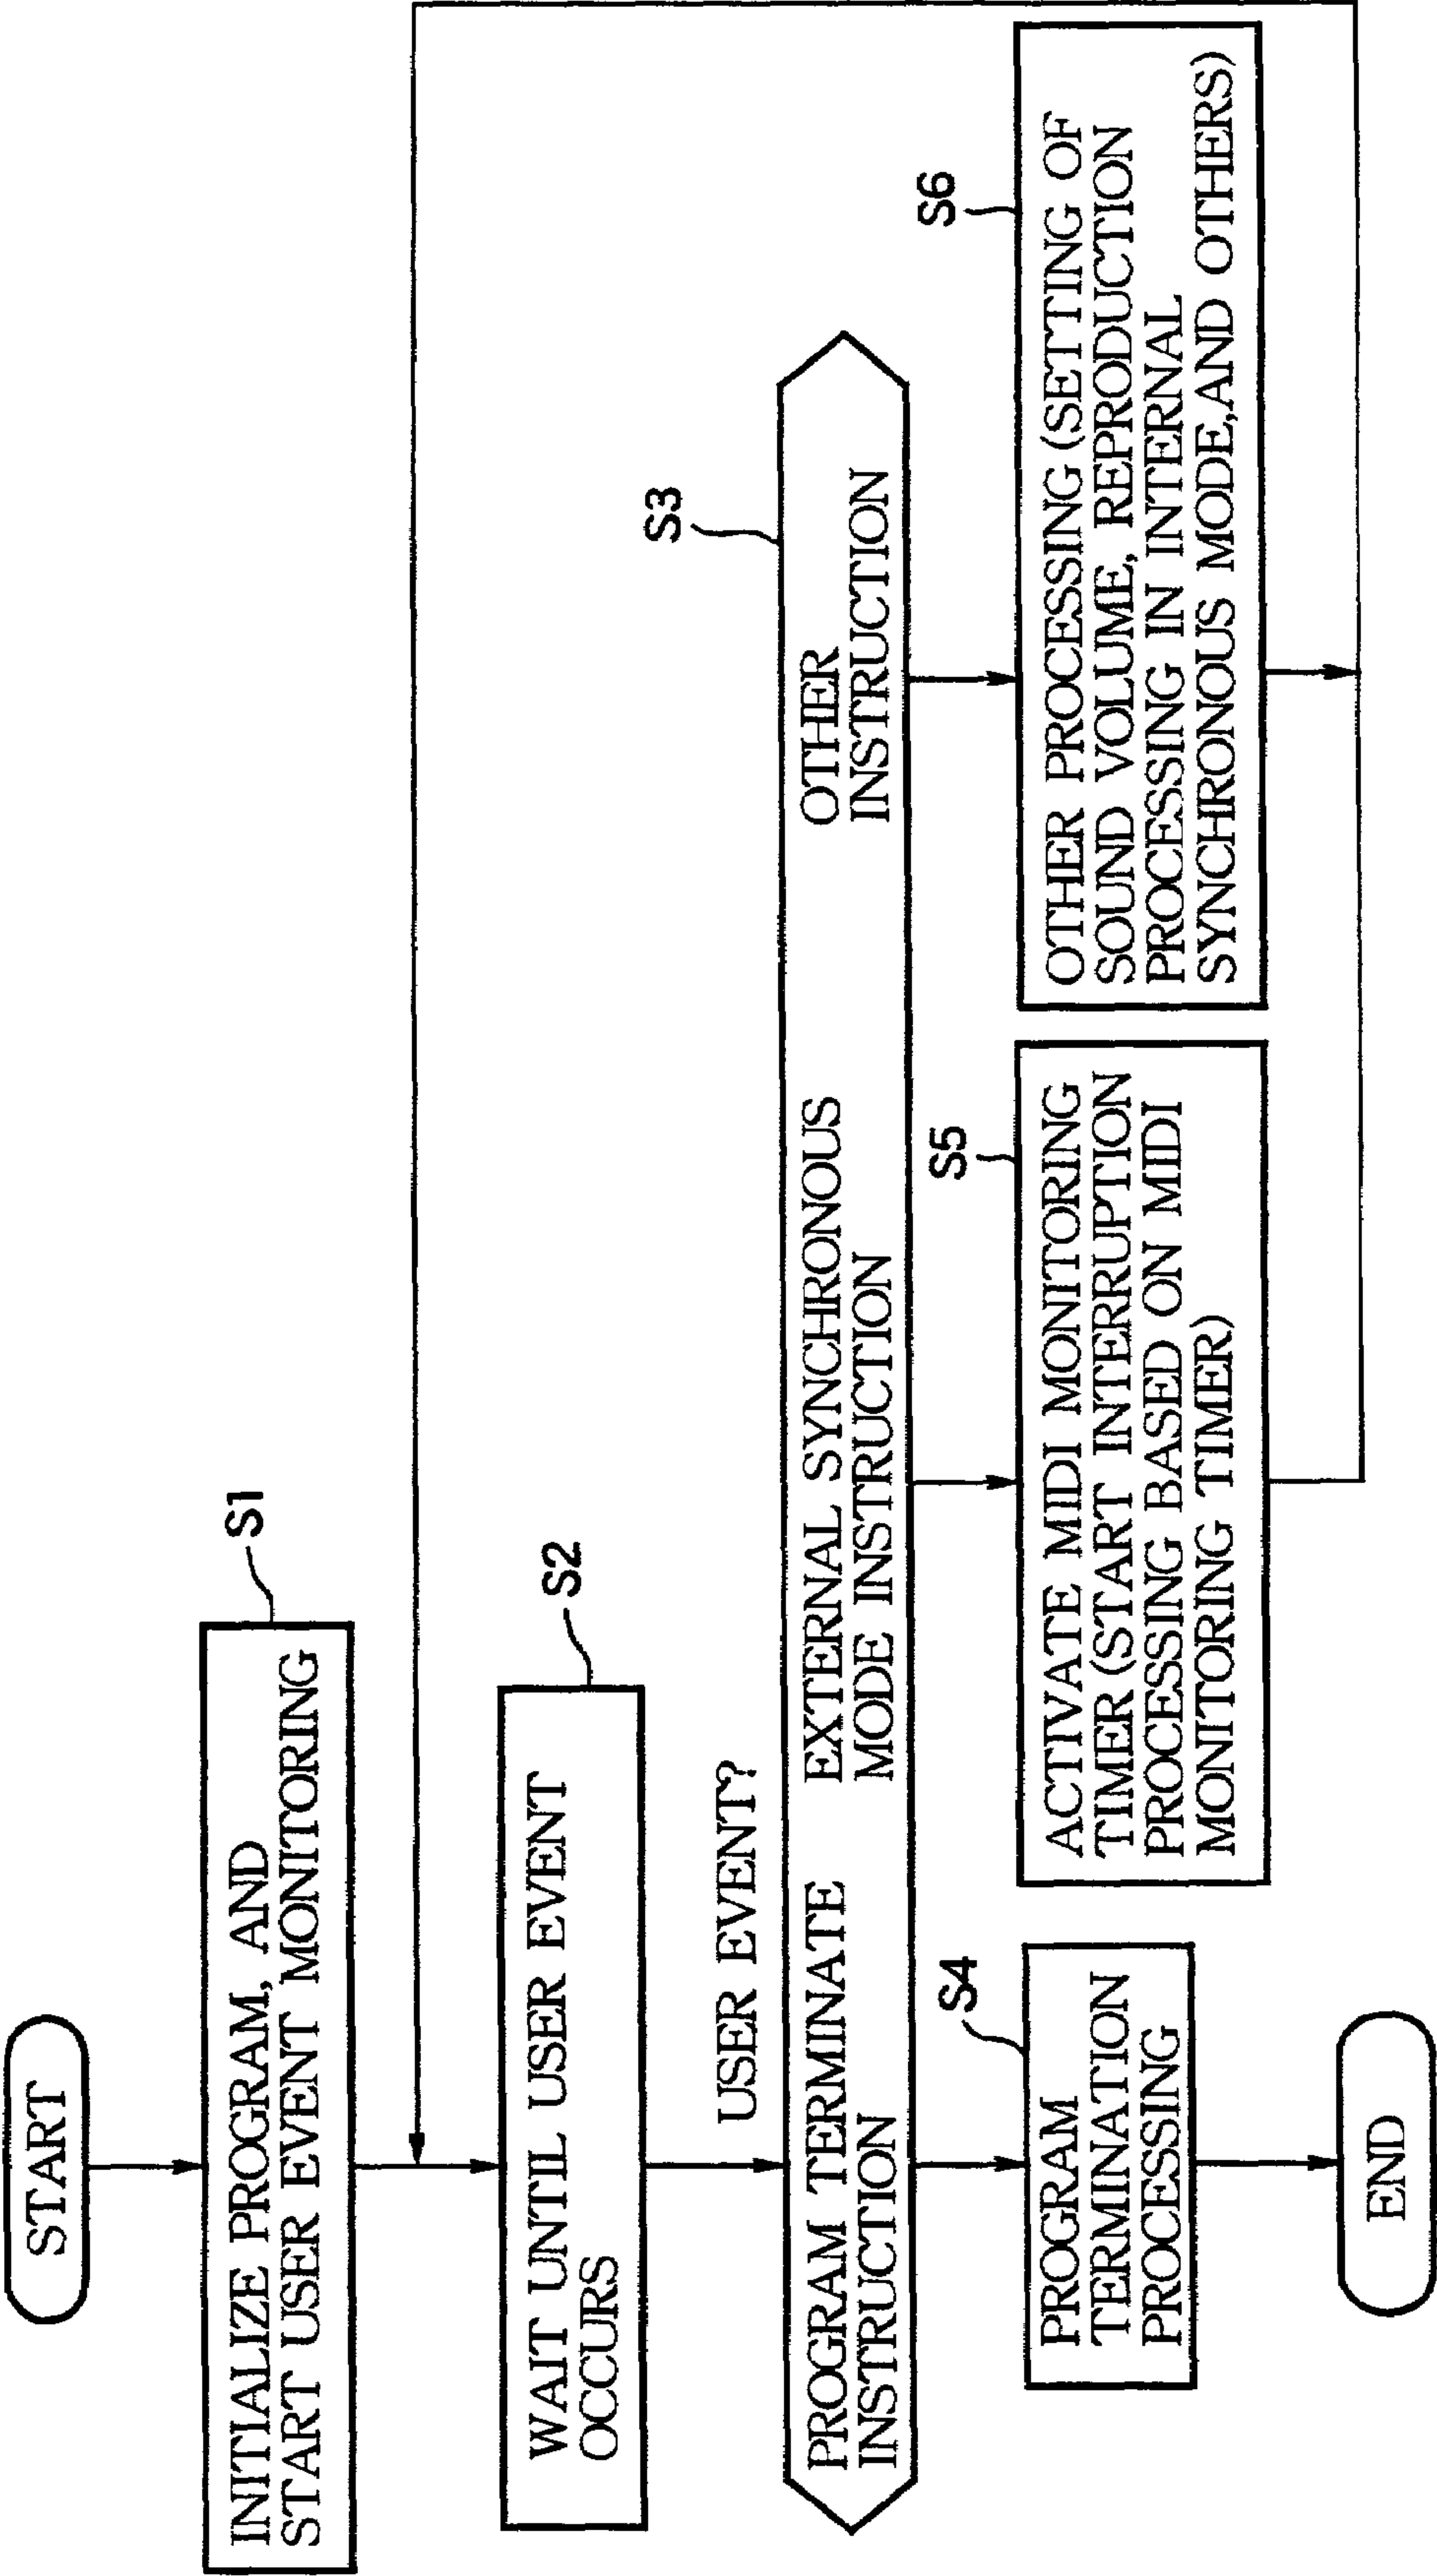 START
S1
INITIALIZE PROGRAM, AND
START USER EVENT MONITORING
S2
WAIT UNTIL USER EVENT
OCCURS
USER EVENT?
S3
PROGRAM TERMINATE
INSTRUCTION
EXTERNAL SYNCHRONOUS
MODE INSTRUCTION
OTHER
INSTRUCTION
S4
PROGRAM
TERMINATION
PROCESSING
S5
ACTIVATE MIDI MONITORING
TIMER (START INTERRUPTION
PROCESSING BASED ON MIDI
MONITORING TIMER)
S6
OTHER PROCESSING (SETTING OF
SOUND VOLUME, REPRODUCTION
PROCESSING IN INTERNAL
SYNCHRONOUS MODE,AND OTHERS)
END